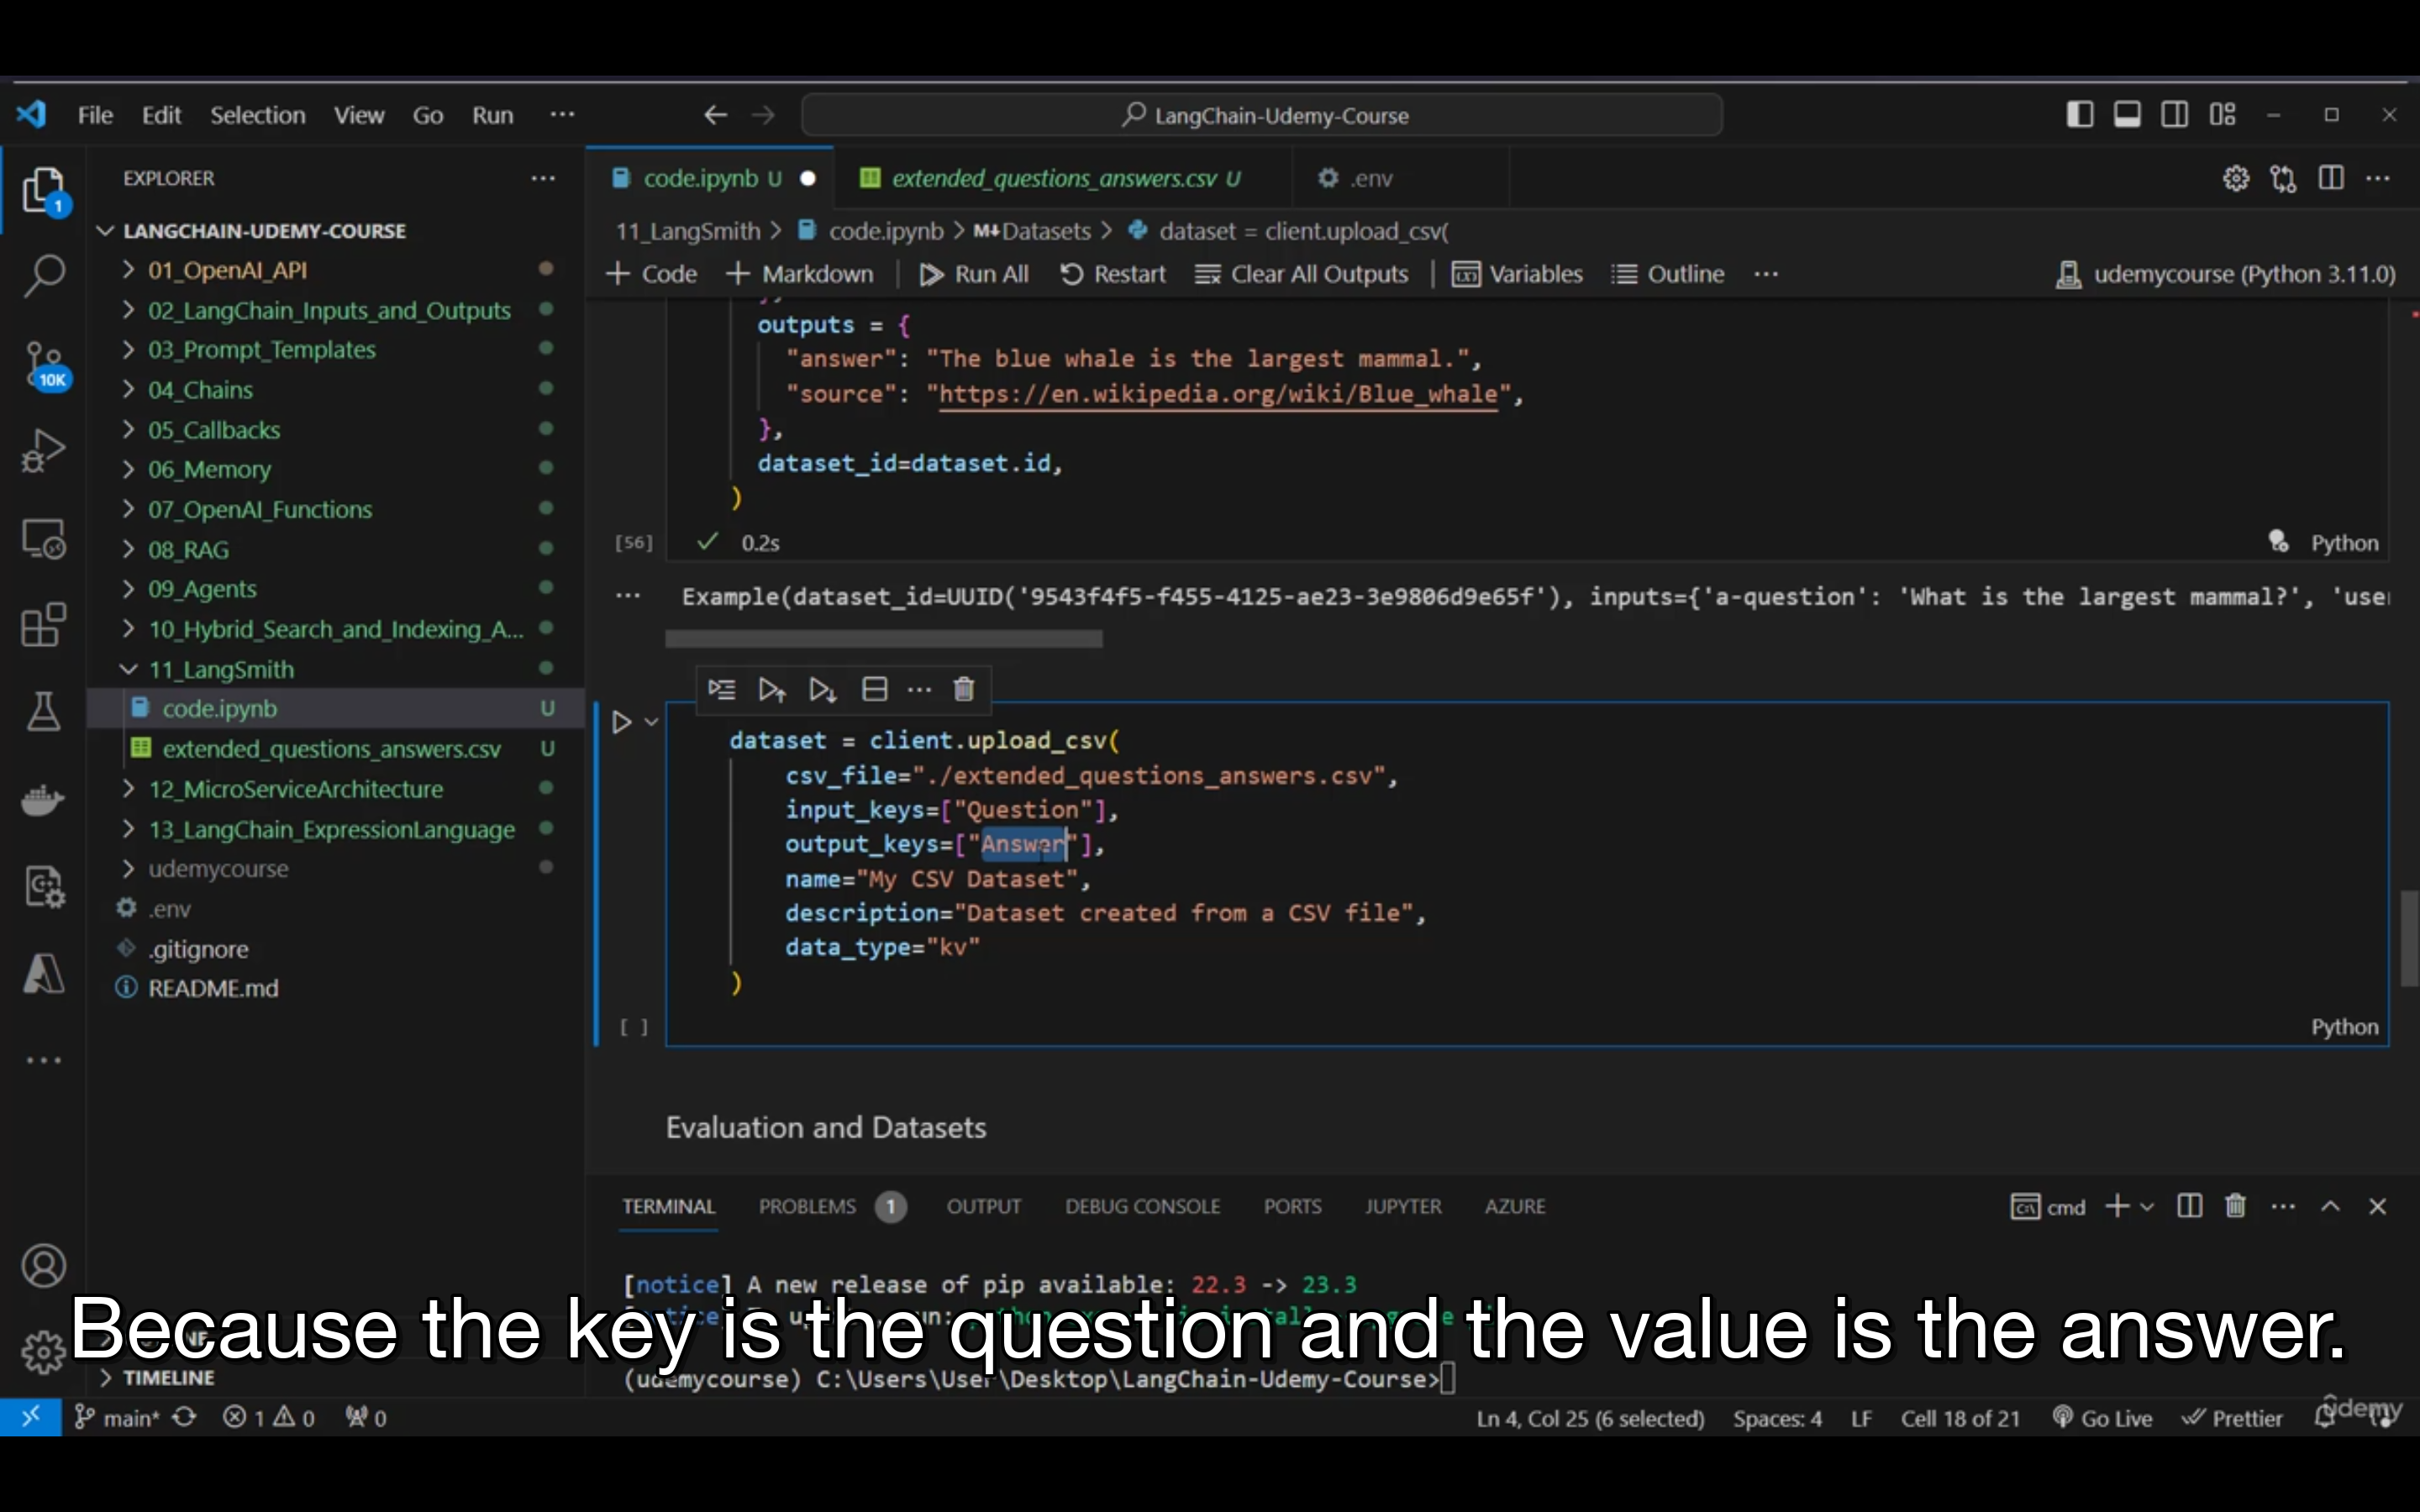 File Edit Selection View Go Run ···
LangChain-Udemy-Course
EXPLORER
1
LANGCHAIN-UDEMY-COURSE
01_OpenAI_API
02_LangChain_Inputs_and_Outputs
03_Prompt_Templates
10K
04_Chains
05_Callbacks
06_Memory
07_OpenAI_Functions
08_RAG
09_Agents
10_Hybrid_Search_and_Indexing_A...
11_LangSmith
code.ipynb U
extended_questions_answers.csv U
12_MicroServiceArchitecture
13_LangChain_ExpressionLanguage
udemycourse
.env
.gitignore
README.md
TIMELINE
code.ipynb U
extended_questions_answers.csv U
.env
11_LangSmith > code.ipynb > M↓Datasets > dataset = client.upload_csv(
+ Code + Markdown | Run All Restart Clear All Outputs | Variables Outline ··· udemycourse (Python 3.11.0)
outputs = {
"answer": "The blue whale is the largest mammal.",
"source": "https://en.wikipedia.org/wiki/Blue_whale",
},
dataset_id=dataset.id,
)
[56] ✓ 0.2s Python
··· Example(dataset_id=UUID('9543f4f5-f455-4125-ae23-3e9806d9e65f'), inputs={'a-question': 'What is the largest mammal?', 'use
dataset = client.upload_csv(
csv_file="./extended_questions_answers.csv",
input_keys=["Question"],
output_keys=["Answer"],
name="My CSV Dataset",
description="Dataset created from a CSV file",
data_type="kv"
)
[ ] Python
Evaluation and Datasets
TERMINAL PROBLEMS 1 OUTPUT DEBUG CONSOLE PORTS JUPYTER AZURE cmd
[notice] A new release of pip available: 22.3 -> 23.3
Because the key is the question and the value is the answer.
(udemycourse) C:\Users\User\Desktop\LangChain-Udemy-Course>
main* 1 0 0 Ln 4, Col 25 (6 selected) Spaces: 4 LF Cell 18 of 21 Go Live Prettier
udemy